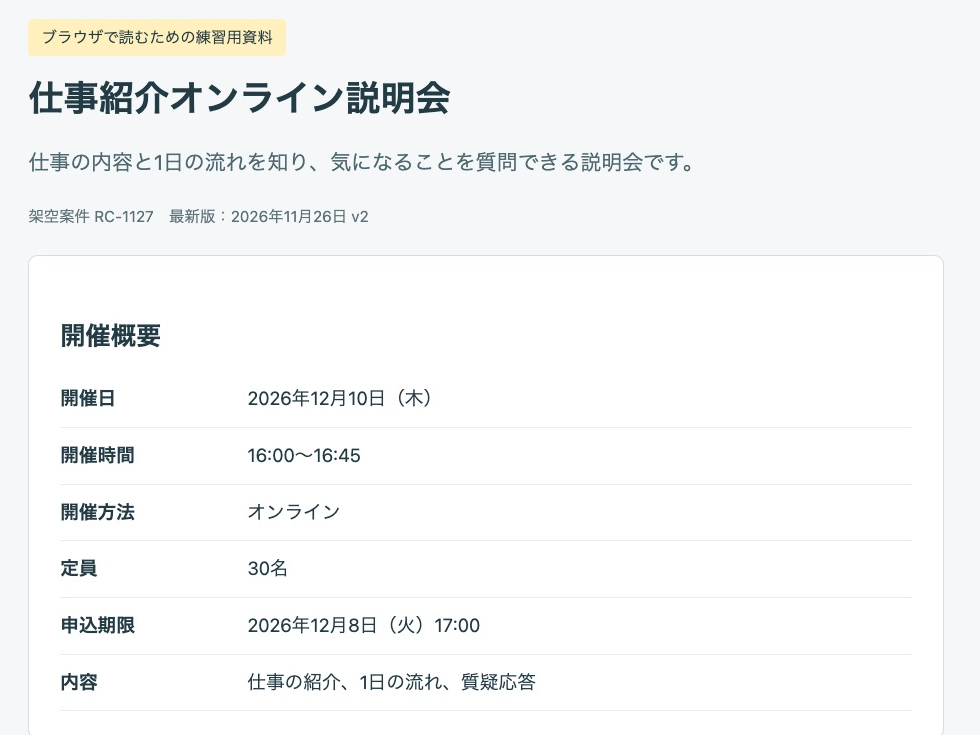 ブラウザで読むための練習用資料
仕事紹介オンライン説明会
仕事の内容と1日の流れを知り、気になることを質問できる説明会です。
架空案件 RC-1127　最新版：2026年11月26日 v2
開催概要
開催日　2026年12月10日（木）
開催時間　16:00〜16:45
開催方法　オンライン
定員　30名
申込期限　2026年12月8日（火）17:00
内容　仕事の紹介、1日の流れ、質疑応答